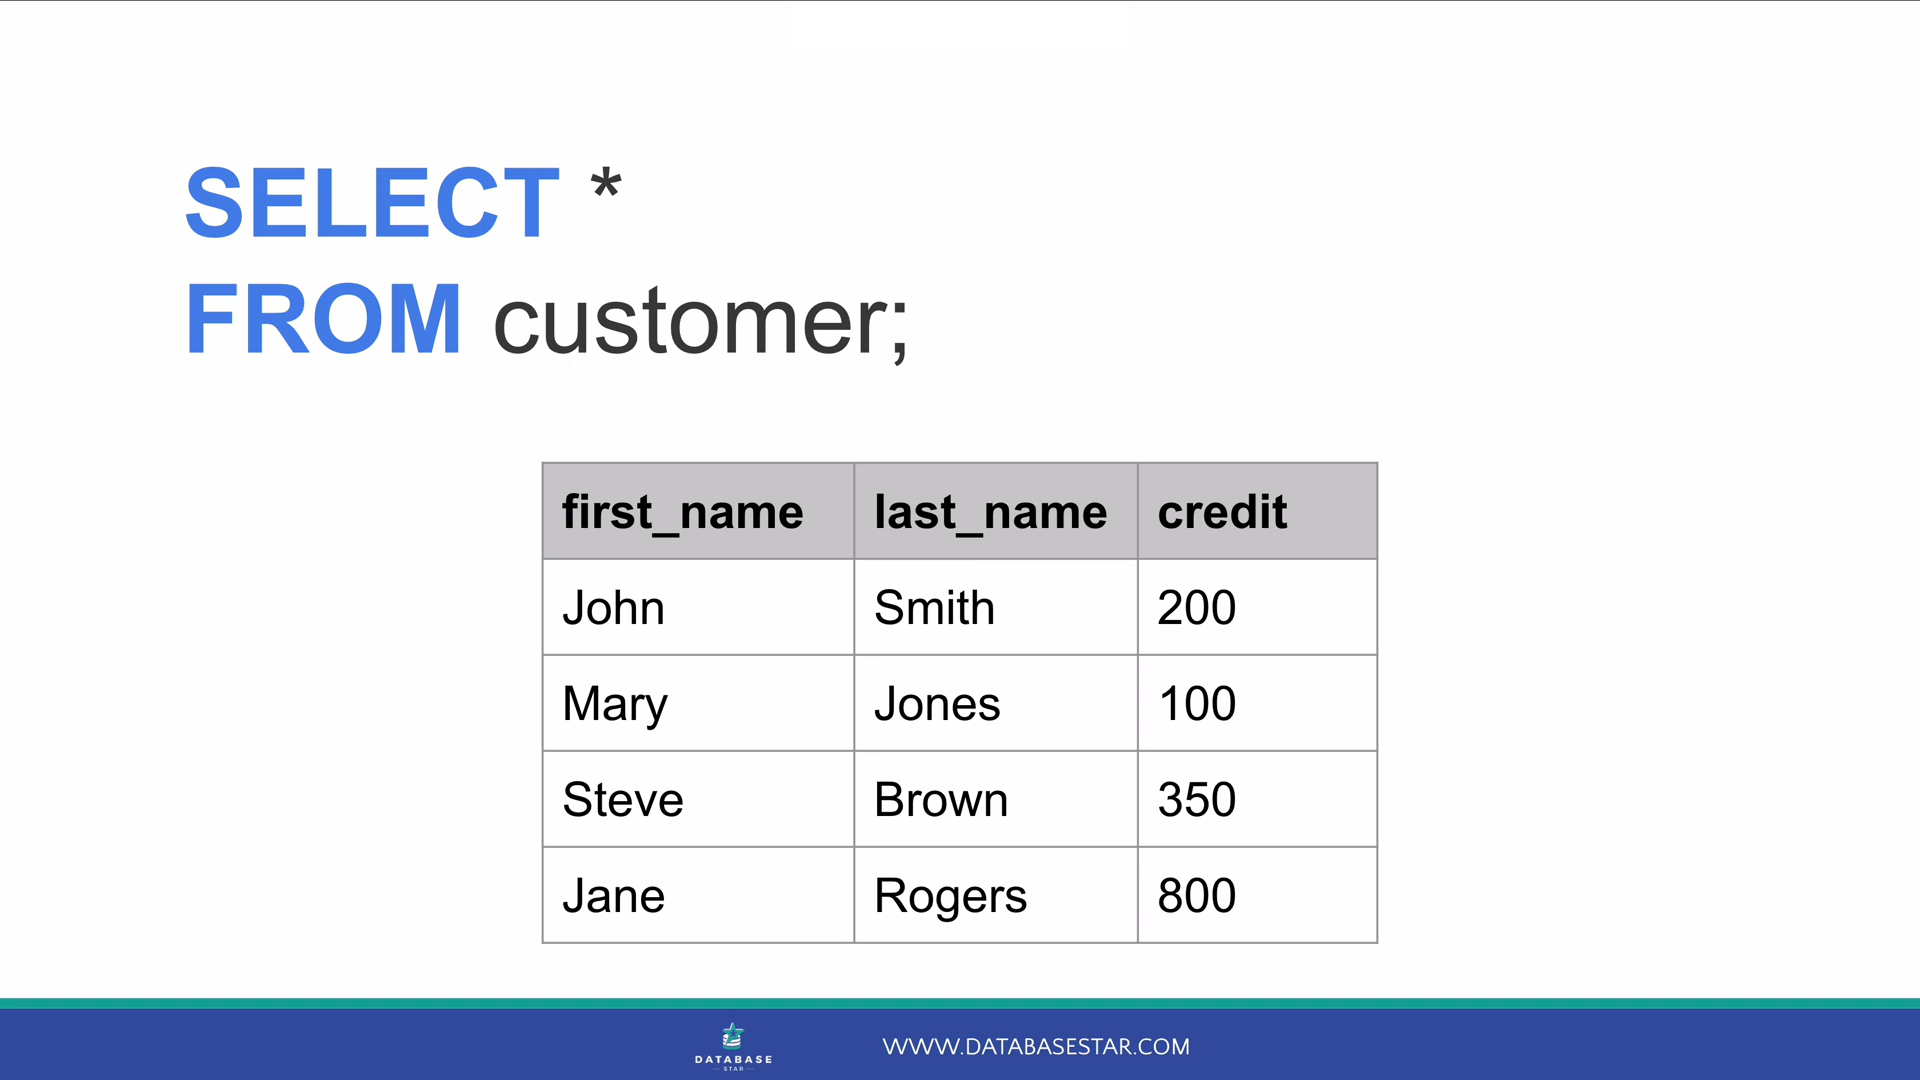 SELECT *
FROM customer;
first_name last_name credit
John Smith 200
Mary Jones 100
Steve Brown 350
Jane Rogers 800
DATABASE
STAR
WWW.DATABASESTAR.COM